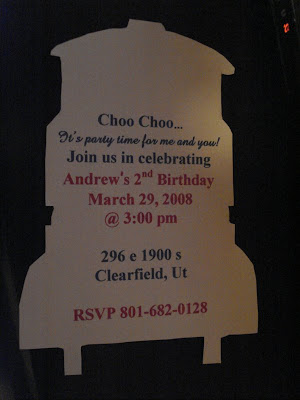 Choo Choo...
It's party time for me and you!
Join us in celebrating
Andrew's 2nd Birthday
March 29, 2008
@ 3:00 pm
296 e 1900 s
Clearfield, Ut
RSVP 801-682-0128